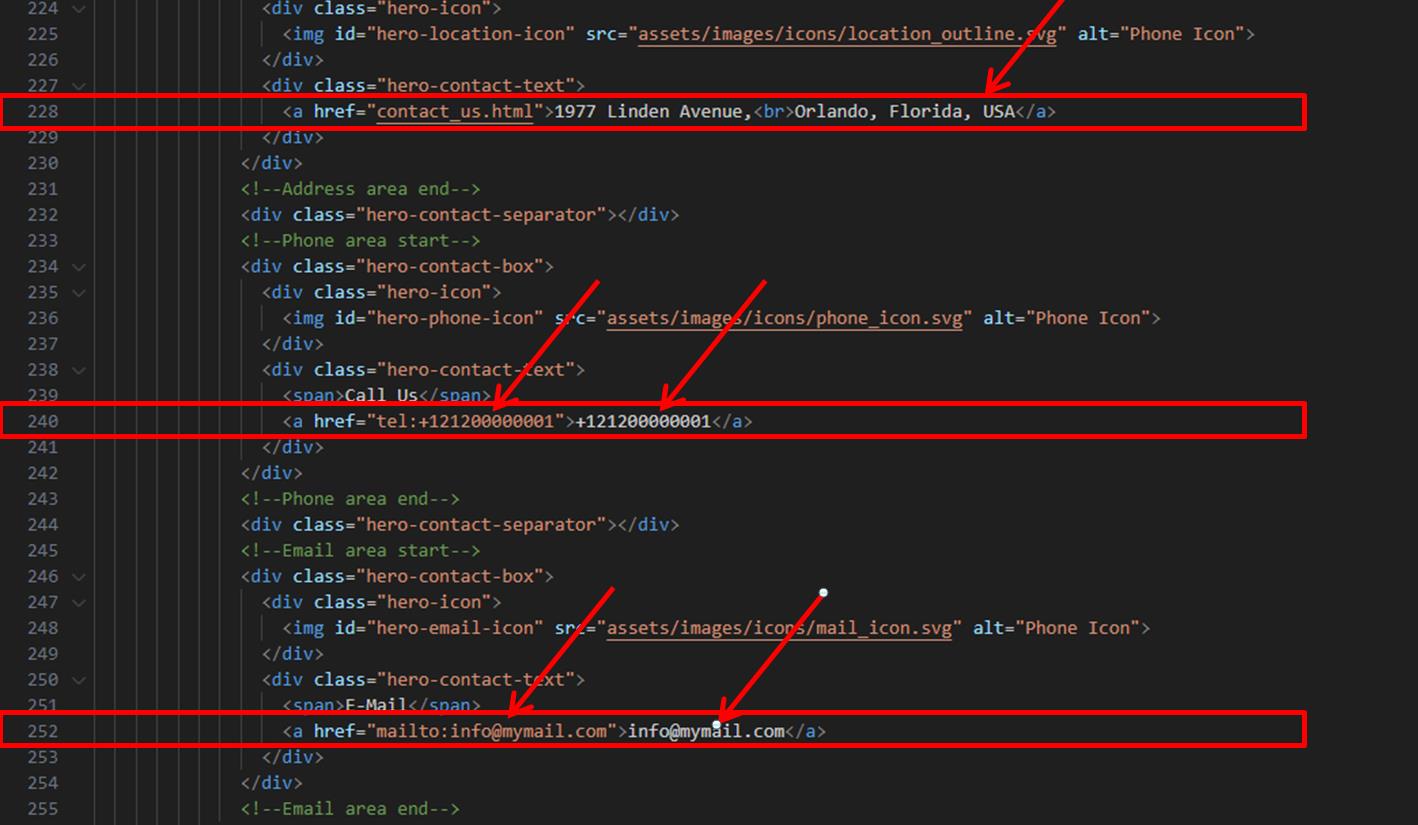 224 <div class="hero-icon">
225 <img id="hero-location-icon" src="assets/images/icons/location_outline.svg" alt="Phone Icon">
226 </div>
227 <div class="hero-contact-text">
228 <a href="contact_us.html">1977 Linden Avenue,<br>Orlando, Florida, USA</a>
229 </div>
230 </div>
231 <!--Address area end-->
232 <div class="hero-contact-separator"></div>
233 <!--Phone area start-->
234 <div class="hero-contact-box">
235 <div class="hero-icon">
236 <img id="hero-phone-icon" src="assets/images/icons/phone_icon.svg" alt="Phone Icon">
237 </div>
238 <div class="hero-contact-text">
239 <span>Call Us</span>
240 <a href="tel:+121200000001">+121200000001</a>
241 </div>
242 </div>
243 <!--Phone area end-->
244 <div class="hero-contact-separator"></div>
245 <!--Email area start-->
246 <div class="hero-contact-box">
247 <div class="hero-icon">
248 <img id="hero-email-icon" src="assets/images/icons/mail_icon.svg" alt="Phone Icon">
249 </div>
250 <div class="hero-contact-text">
251 <span>E-Mail</span>
252 <a href="mailto:info@mymail.com">info@mymail.com</a>
253 </div>
254 </div>
255 <!--Email area end-->